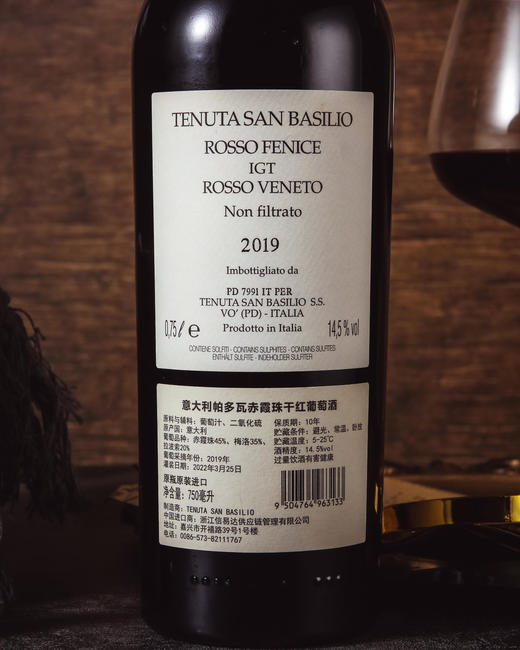 TENUTA SAN BASILIO
ROSSO FENICE
IGT
ROSSO VENETO
Non filtrato
2019
Imbottigliato da
PD 7991 IT PER
TENUTA SAN BASILIO S.S.
VO' (PD) - ITALIA
0,75 ℓ e Prodotto in Italia 14,5 % vol
CONTIENE SOLFITI - CONTAINS SULPHITES - CONTAINS SULFITES
ENTHÄLT SULFITE - INDEHOLDER SULFITER
意大利帕多瓦赤霞珠干红葡萄酒
原料与辅料：葡萄汁、二氧化硫
原产国：意大利
葡萄品种：赤霞珠45%、梅洛35%、
拉波索20%
葡萄采摘年份：2019年
灌装日期：2022年3月25日
保质期：10年
贮藏条件：避光、常温、卧放
贮藏温度：5-25℃
酒精度：14.5%vol
过量饮酒有害健康
原瓶原装进口
净含量：750毫升
9 504764 963133
制造商：TENUTA SAN BASILIO
中国进口商：浙江信易达供应链管理有限公司
地址：嘉兴市开禧路39号1号楼
电话：0086-573-82111767